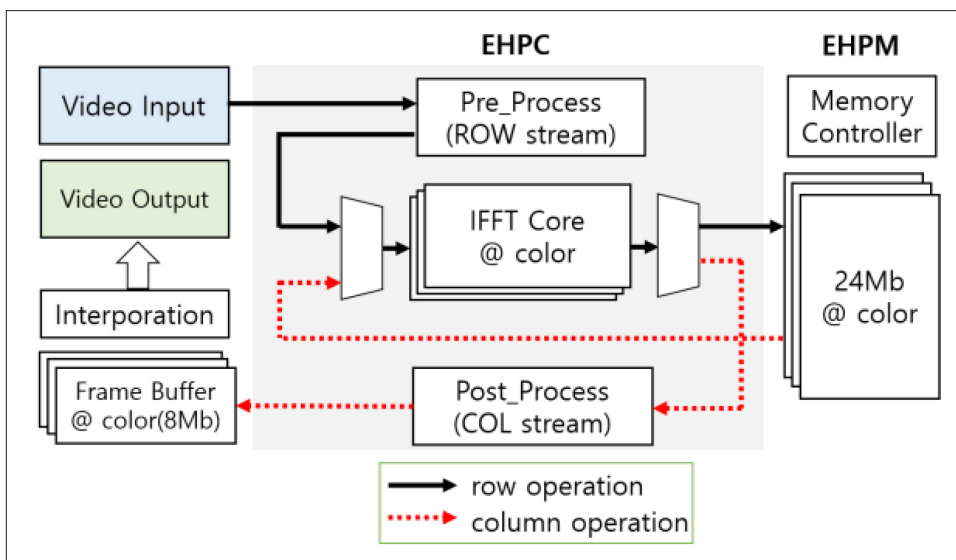 EHPC
EHPM
Video Input
Pre_Process
(ROW stream)
Memory
Controller
Video Output
IFFT Core
@ color
24Mb
@ color
Interporation
Frame Buffer
@ color(8Mb)
Post_Process
(COL stream)
row operation
column operation